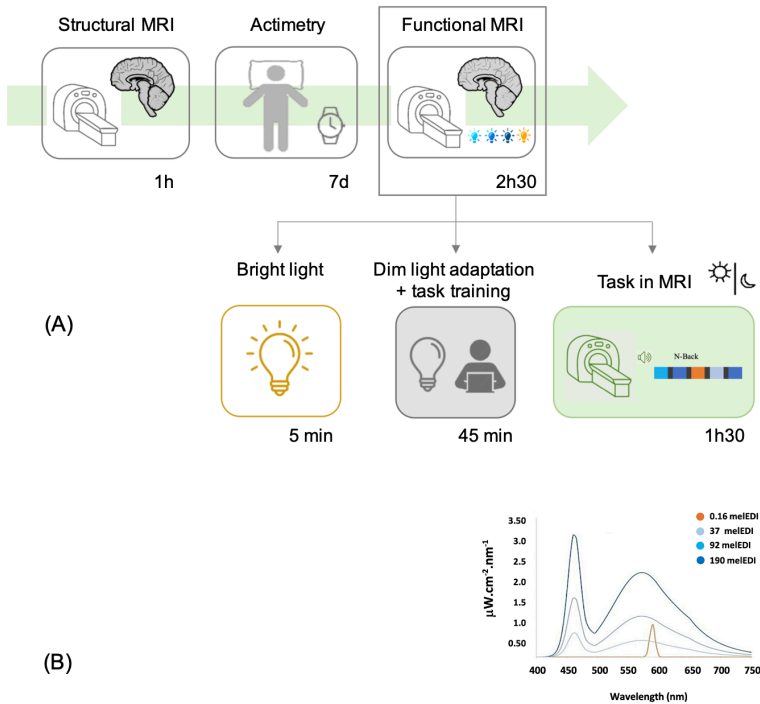 Structural MRI
Actimetry
Functional MRI
1h
7d
2h30
Bright light
Dim light adaptation
+ task training
Task in MRI
(A)
N-Back
5 min
45 min
1h30
(B)
µW.cm⁻².nm⁻¹
3.50
3.0
2.5
2.0
1.5
1.0
0.50
0.16 melEDI
37 melEDI
92 melEDI
190 melEDI
400 450 500 550 600 650 700 750
Wavelength (nm)